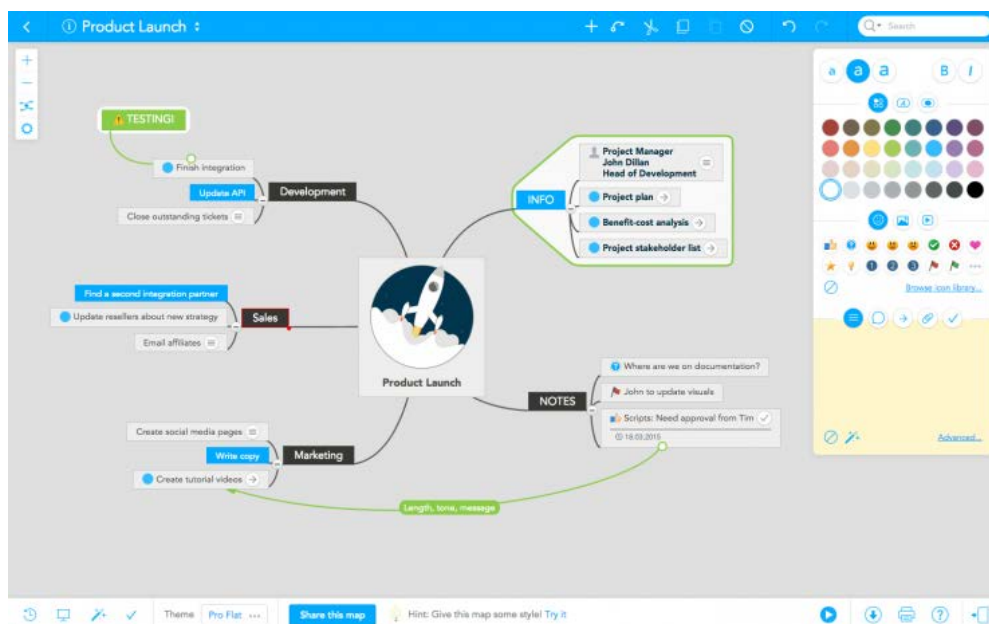 Product Launch
Search
TESTING!
Finish integration
Update API
Development
Close outstanding tickets
Find a second integration partner
Update resellers about new strategy
Sales
Email affiliates
Create social media pages
Write copy
Marketing
Create tutorial videos
Product Launch
INFO
Project Manager
John Dillan
Head of Development
Project plan
Benefit-cost analysis
Project stakeholder list
NOTES
Where are we on documentation?
John to update visuals
Scripts: Need approval from Tim
18.03.2015
Length, tone, message
a a a B I
1 2 3
Browse icon library...
Advanced...
Theme Pro Flat ... Share this map Hint: Give this map some style! Try it